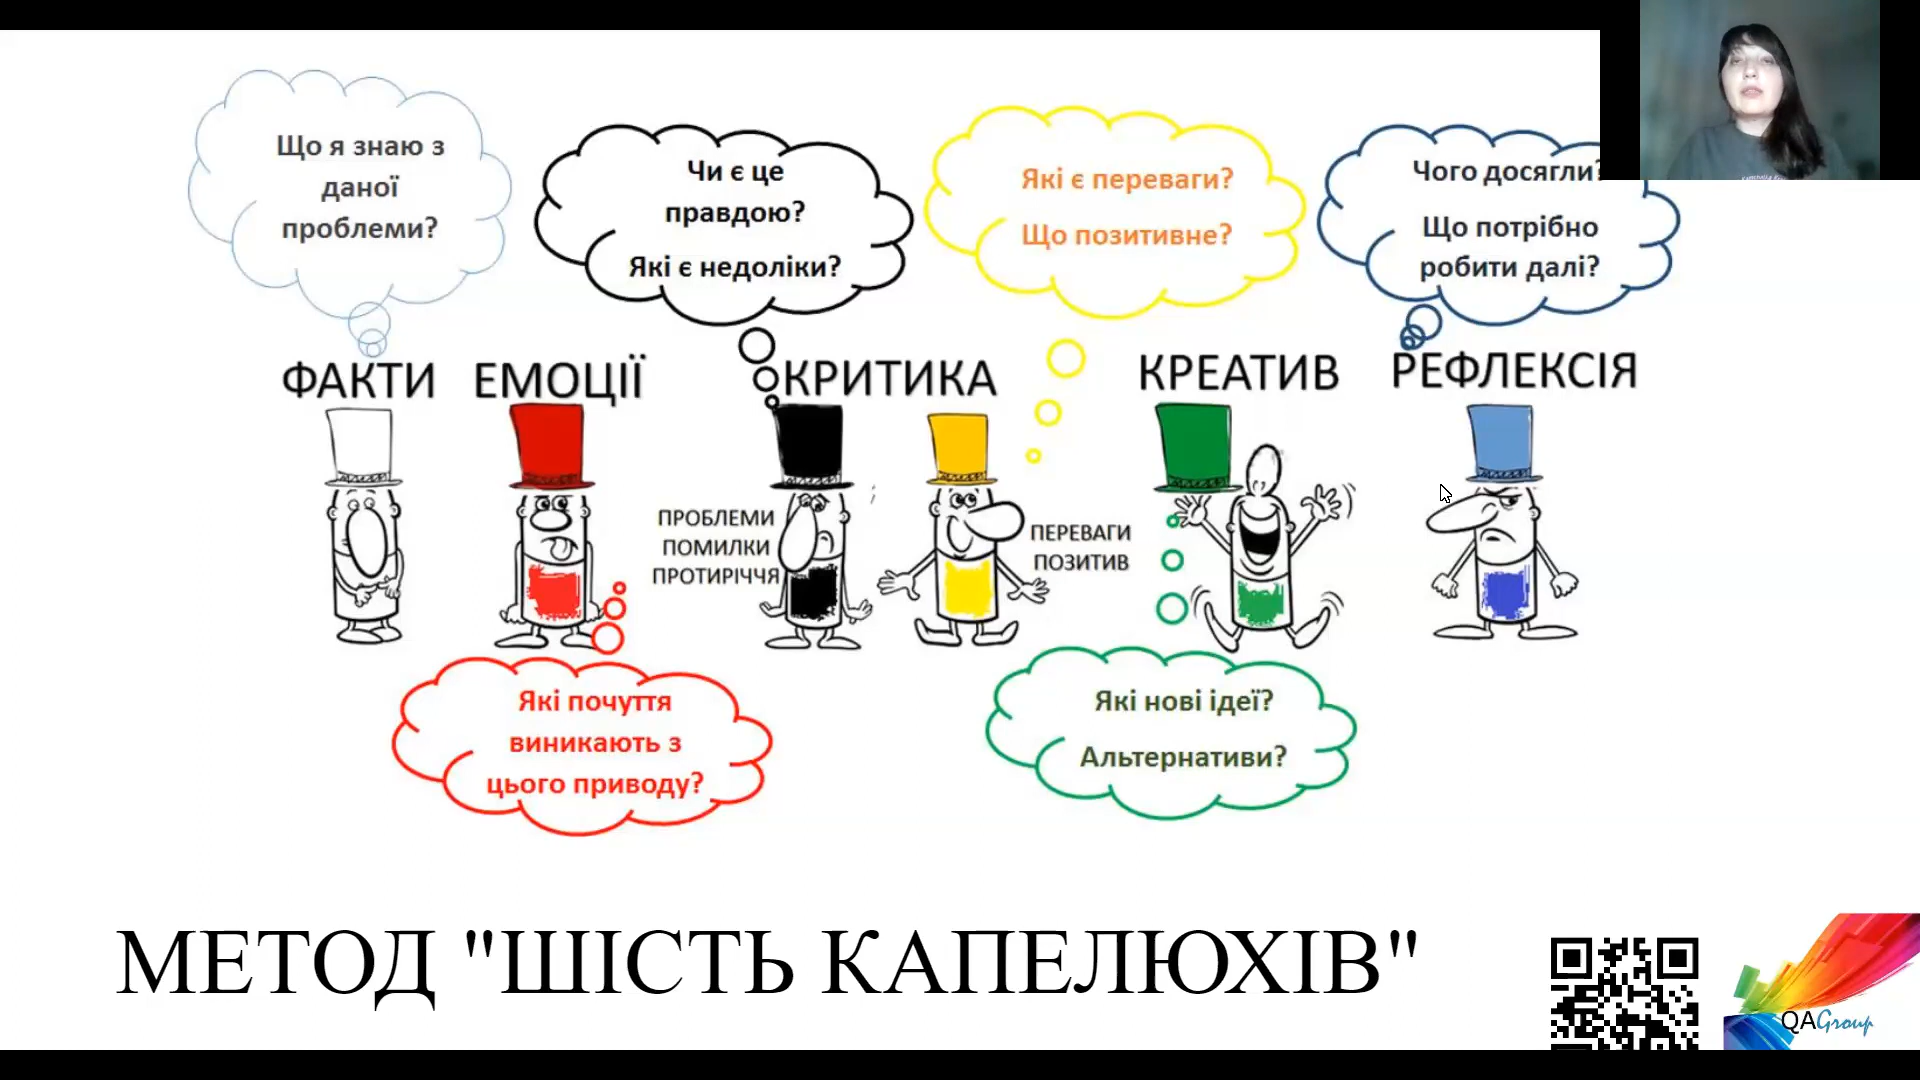 Що я знаю з
даної
проблеми?
Чи є це
правдою?
Які є недоліки?
Які є переваги?
Що позитивне?
Чого досягли?
Що потрібно
робити далі?
ФАКТИ
ЕМОЦІЇ
КРИТИКА
КРЕАТИВ
РЕФЛЕКСІЯ
ПРОБЛЕМИ
ПОМИЛКИ
ПРОТИРІЧЧЯ
ПЕРЕВАГИ
ПОЗИТИВ
Які почуття
виникають з
цього приводу?
Які нові ідеї?
Альтернативи?
МЕТОД "ШІСТЬ КАПЕЛЮХІВ"
QAGroup